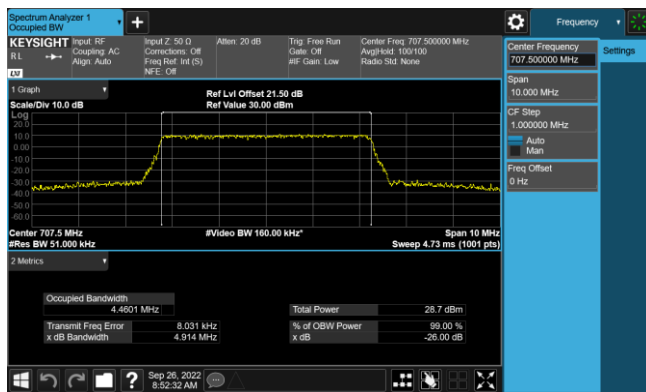 Spectrum Analyzer 1
Occupied BW
Frequency
KEYSIGHT
R L
LXI
Input: RF
Coupling: AC
Align: Auto
Input Z: 50 Ω
Corrections: Off
Freq Ref: Int (S)
NFE: Off
Atten: 20 dB
Trig: Free Run
Gate: Off
#IF Gain: Low
Center Freq: 707.500000 MHz
Avg|Hold: 100/100
Radio Std: None
Center Frequency
707.500000 MHz
Settings
Span
10.000 MHz
CF Step
1.000000 MHz
Auto
Man
Freq Offset
0 Hz
1 Graph
Scale/Div 10.0 dB
Ref Lvl Offset 21.50 dB
Ref Value 30.00 dBm
Log
20.0
10.0
0.00
-10.0
-20.0
-30.0
-40.0
-50.0
-60.0
Center 707.5 MHz
#Video BW 160.00 kHz*
Span 10 MHz
#Res BW 51.000 kHz
Sweep 4.73 ms (1001 pts)
2 Metrics
Occupied Bandwidth
4.4601 MHz
Total Power 28.7 dBm
Transmit Freq Error 8.031 kHz
% of OBW Power 99.00 %
x dB Bandwidth 4.914 MHz
x dB -26.00 dB
?
Sep 26, 2022
8:52:32 AM